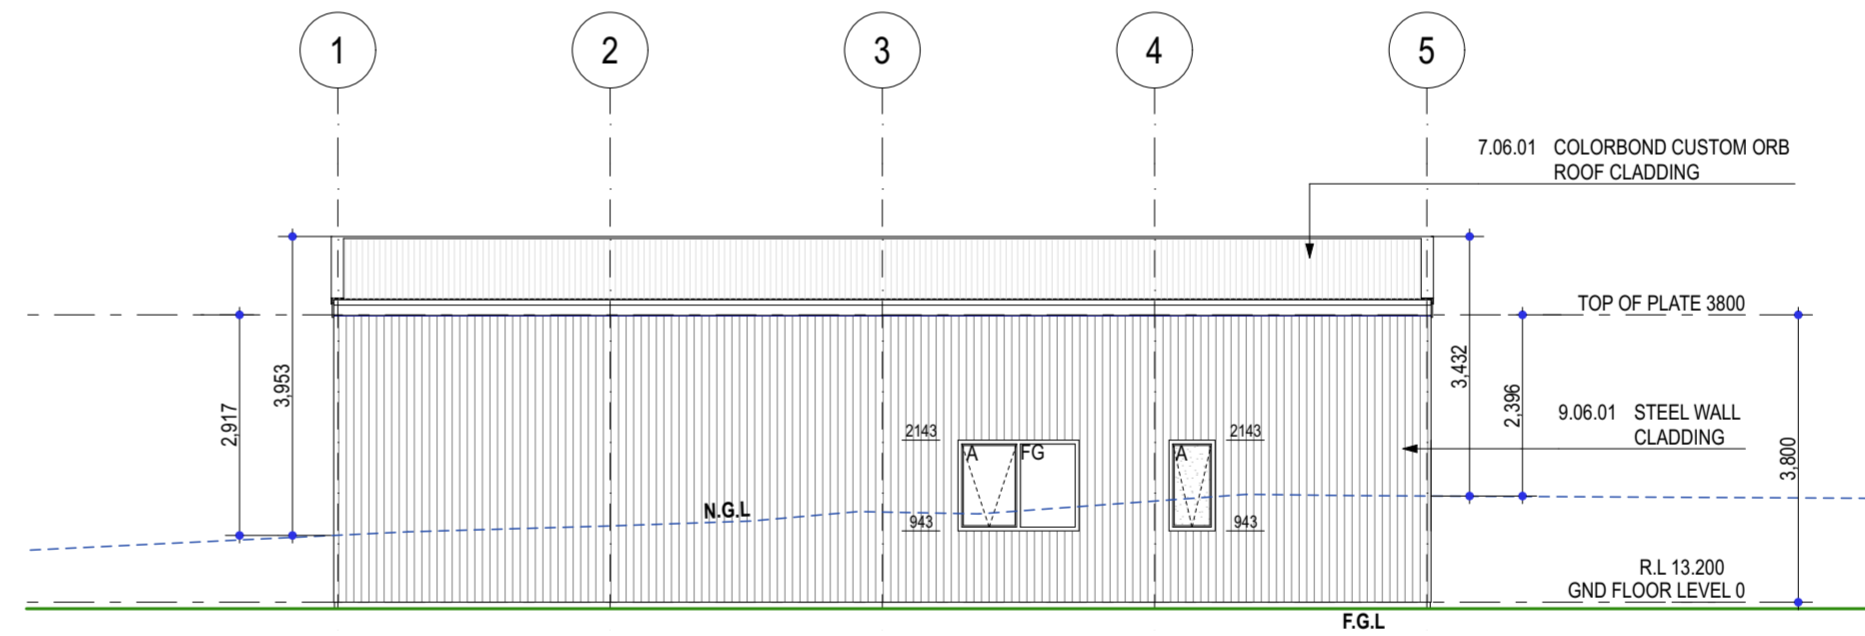 1 2 3 4 5
7.06.01 COLORBOND CUSTOM ORB
ROOF CLADDING
TOP OF PLATE 3800
3,953
2,917
3,432
2,396
3,800
9.06.01 STEEL WALL
CLADDING
2143
2143
A FG
A
N.G.L
943
943
R.L 13.200
GND FLOOR LEVEL 0
F.G.L